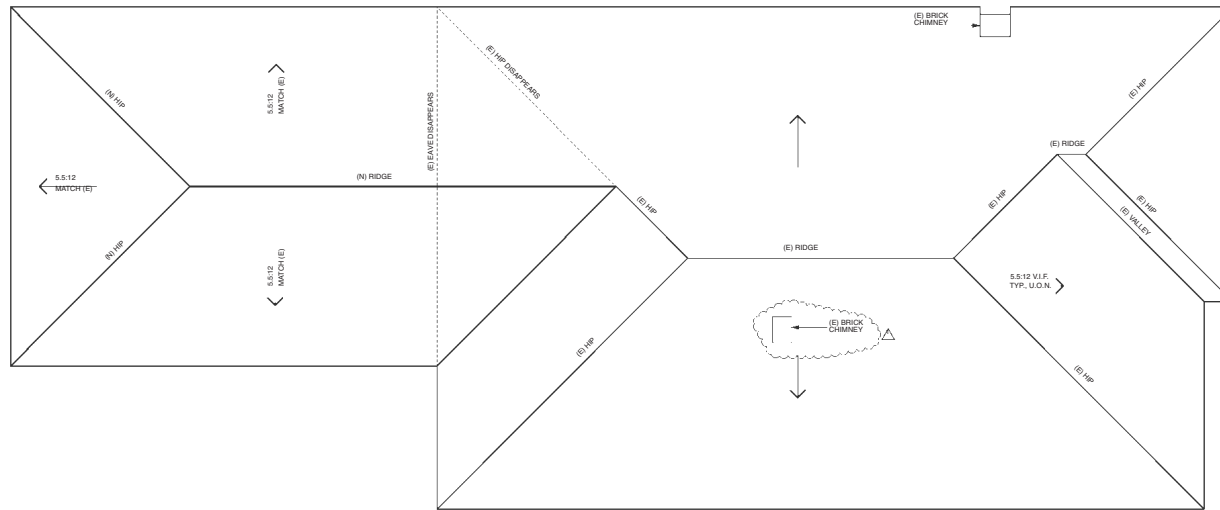 (E) BRICK
CHIMNEY
(E) HIP DISAPPEARS
(N) HIP
5.5:12
MATCH (E)
(E) EAVE DISAPPEARS
(E) HIP
(E) RIDGE
5.5:12
MATCH (E)
(N) RIDGE
(E) HIP
(E) HIP
(E) HIP
(E) VALLEY
(N) HIP
5.5:12
MATCH (E)
(E) RIDGE
5.5:12 V.I.F.
TYP., U.O.N.
(E) BRICK
CHIMNEY
(E) HIP
(E) HIP